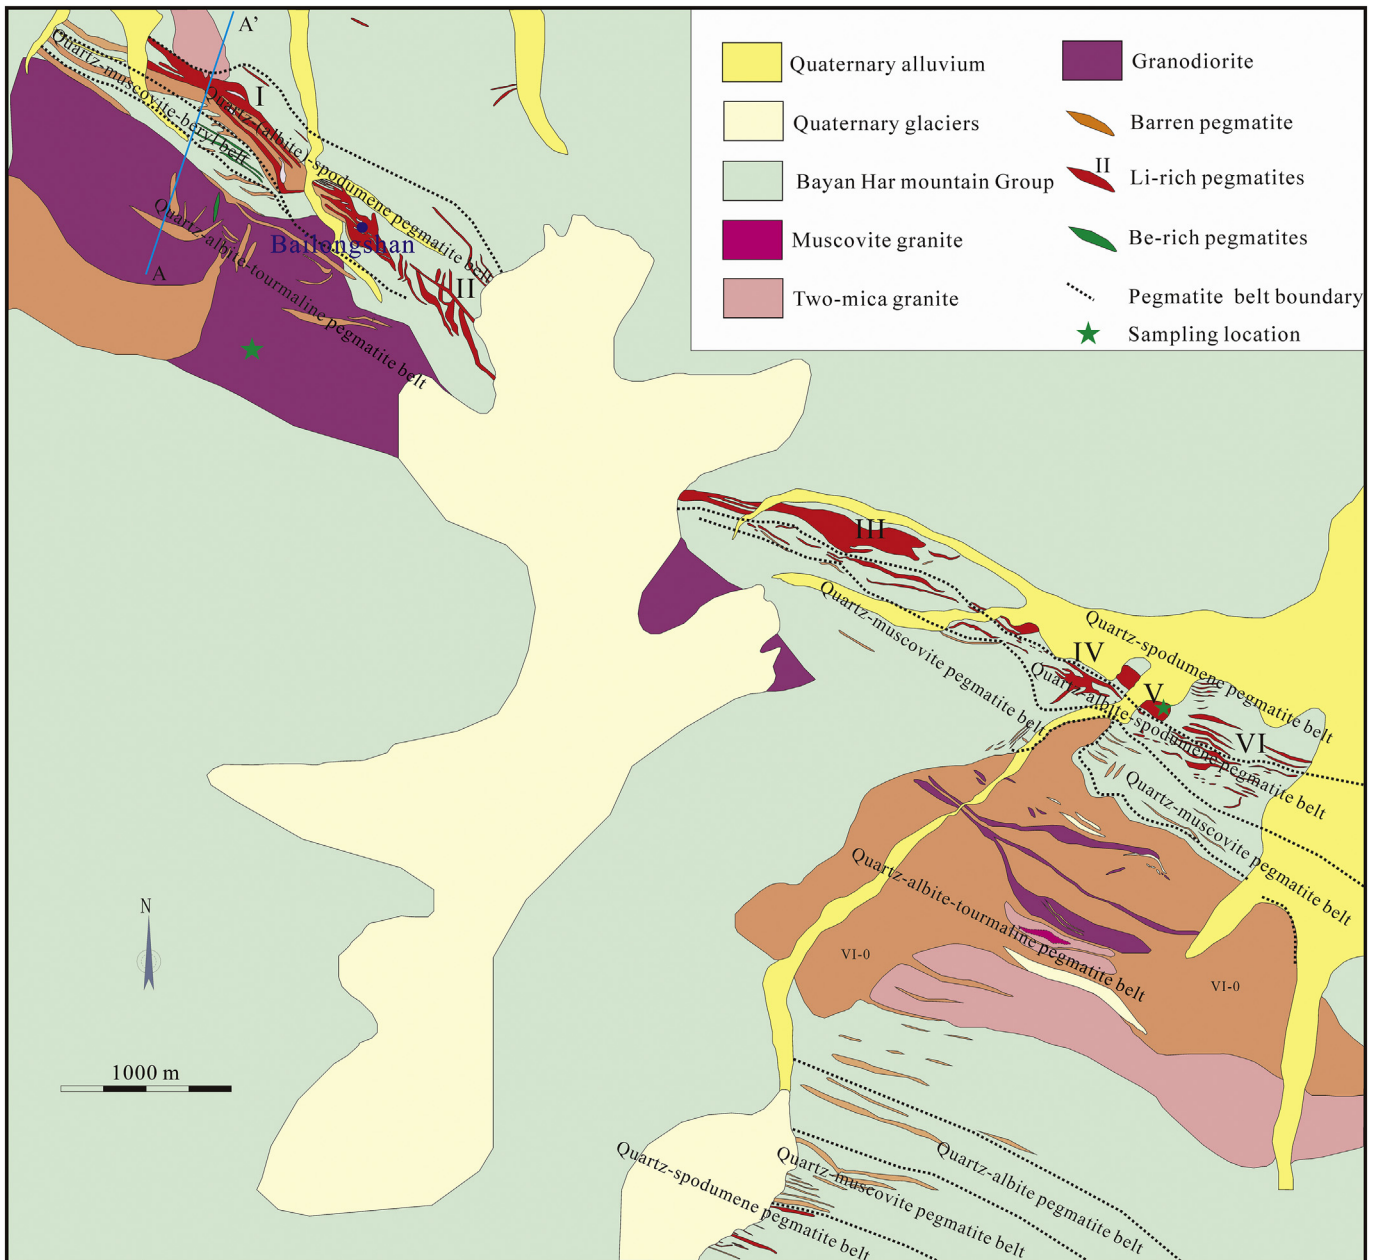 A'
Quartz-muscovite-beryl belt
I
Quartz-(albite)-spodumene pegmatite belt
Bailongshan
II
A
Quartz-albite-tourmaline pegmatite belt
Quaternary alluvium
Quaternary glaciers
Bayan Har mountain Group
Muscovite granite
Two-mica granite
Granodiorite
Barren pegmatite
II
Li-rich pegmatites
Be-rich pegmatites
Pegmatite belt boundary
Sampling location
III
Quartz-muscovite pegmatite belt
Quartz-spodumene pegmatite belt
IV
Quartz-albite-spodumene pegmatite belt
V
VI
Quartz-muscovite pegmatite belt
Quartz-albite-tourmaline pegmatite belt
VI-0
VI-0
N
1000 m
Quartz-albite pegmatite belt
Quartz-muscovite pegmatite belt
Quartz-spodumene pegmatite belt